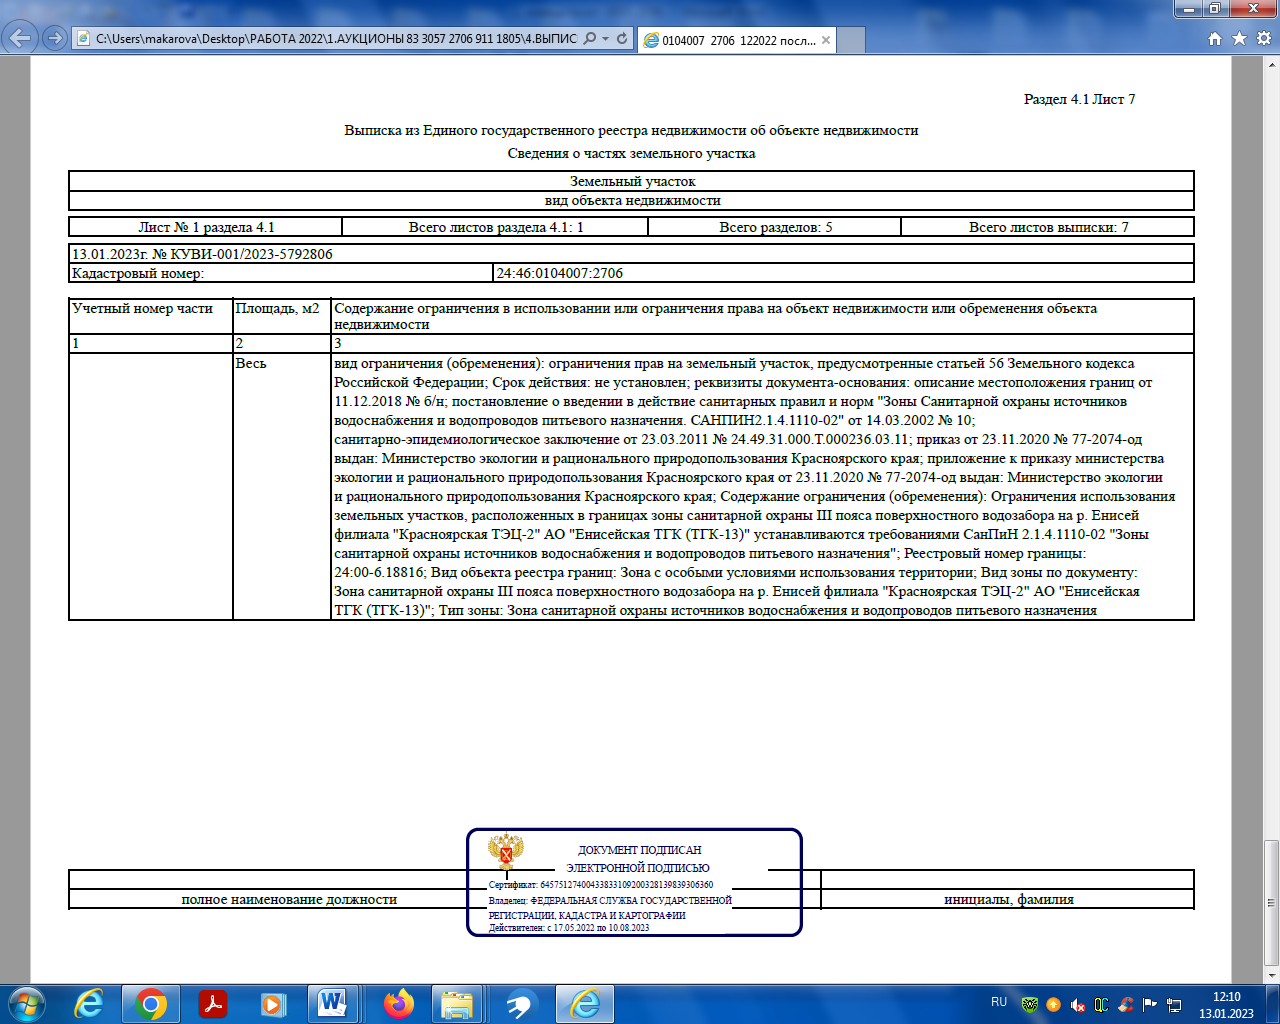 C:\Users\makarova\Desktop\РАБОТА 2022\1.АУКЦИОНЫ 83 3057 2706 911 1805\4.ВЫПИС
0104007 2706 122022 посл...
Раздел 4.1 Лист 7
Выписка из Единого государственного реестра недвижимости об объекте недвижимости
Сведения о частях земельного участка
Земельный участок
вид объекта недвижимости
Лист № 1 раздела 4.1 Всего листов раздела 4.1: 1 Всего разделов: 5 Всего листов выписки: 7
13.01.2023г. № КУВИ-001/2023-5792806
Кадастровый номер: 24:46:0104007:2706
Учетный номер части Площадь, м2 Содержание ограничения в использовании или ограничения права на объект недвижимости или обременения объекта
недвижимости
1 2 3
Весь вид ограничения (обременения): ограничения прав на земельный участок, предусмотренные статьей 56 Земельного кодекса
Российской Федерации; Срок действия: не установлен; реквизиты документа-основания: описание местоположения границ от
11.12.2018 № б/н; постановление о введении в действие санитарных правил и норм "Зоны Санитарной охраны источников
водоснабжения и водопроводов питьевого назначения. САНПИН2.1.4.1110-02" от 14.03.2002 № 10;
санитарно-эпидемиологическое заключение от 23.03.2011 № 24.49.31.000.Т.000236.03.11; приказ от 23.11.2020 № 77-2074-од
выдан: Министерство экологии и рационального природопользования Красноярского края; приложение к приказу министерства
экологии и рационального природопользования Красноярского края от 23.11.2020 № 77-2074-од выдан: Министерство экологии
и рационального природопользования Красноярского края; Содержание ограничения (обременения): Ограничения использования
земельных участков, расположенных в границах зоны санитарной охраны III пояса поверхностного водозабора на р. Енисей
филиала "Красноярская ТЭЦ-2" АО "Енисейская ТГК (ТГК-13)" устанавливаются требованиями СанПиН 2.1.4.1110-02 "Зоны
санитарной охраны источников водоснабжения и водопроводов питьевого назначения"; Реестровый номер границы:
24:00-6.18816; Вид объекта реестра границ: Зона с особыми условиями использования территории; Вид зоны по документу:
Зона санитарной охраны III пояса поверхностного водозабора на р. Енисей филиала "Красноярская ТЭЦ-2" АО "Енисейская
ТГК (ТГК-13)"; Тип зоны: Зона санитарной охраны источников водоснабжения и водопроводов питьевого назначения
ДОКУМЕНТ ПОДПИСАН
ЭЛЕКТРОННОЙ ПОДПИСЬЮ
Сертификат: 64575127400433833109200328139839306360
Владелец: ФЕДЕРАЛЬНАЯ СЛУЖБА ГОСУДАРСТВЕННОЙ
РЕГИСТРАЦИИ, КАДАСТРА И КАРТОГРАФИИ
Действителен: с 17.05.2022 по 10.08.2023
полное наименование должности инициалы, фамилия
RU 12:10
13.01.2023